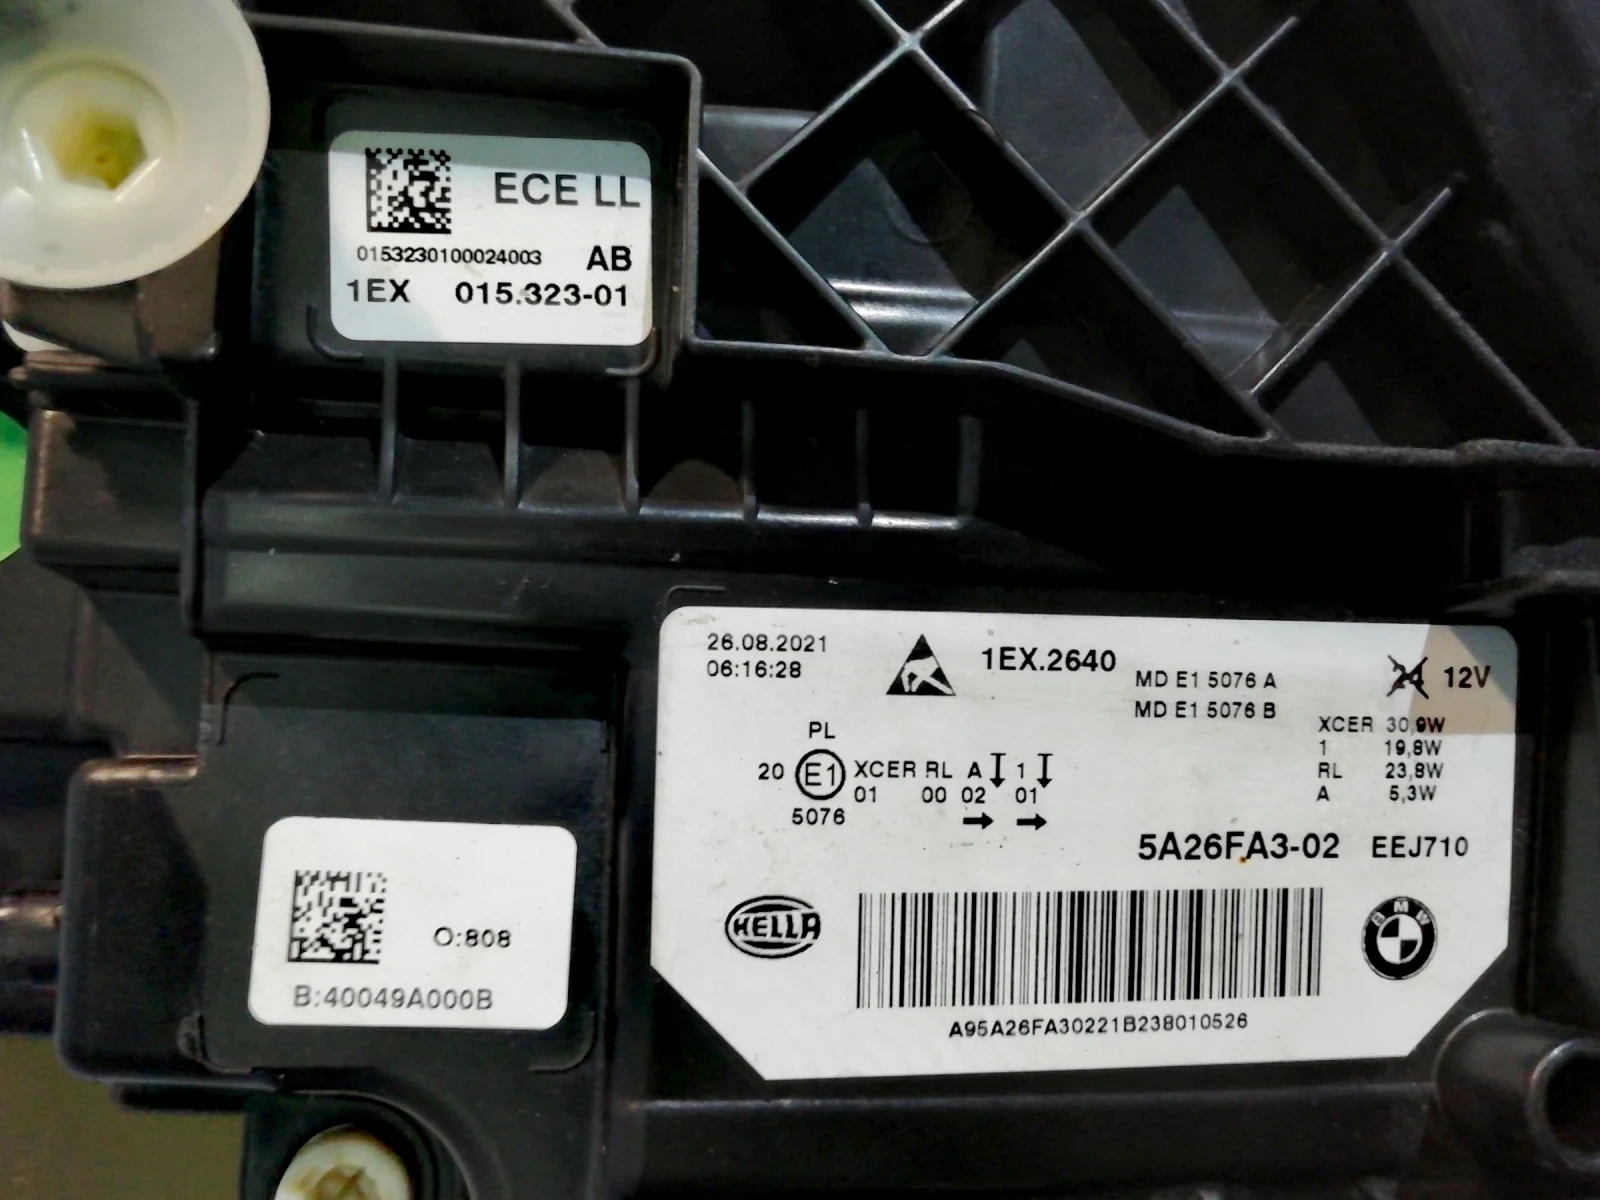 ECE LL
0153230100024003 AB
1EX 015.323-01
26.08.2021
06:16:28
1EX.2640
MD E1 5076 A
MD E1 5076 B
24 12V
XCER 30,9W
1 19,8W
RL 23,8W
A 5,3W
PL
20 E1 XCER RL A 1
01 00 02 01
5076
5A26FA3-02 EEJ710
HELLA
BMW
A95A26FA30221B238010526
O:808
B:40049A000B